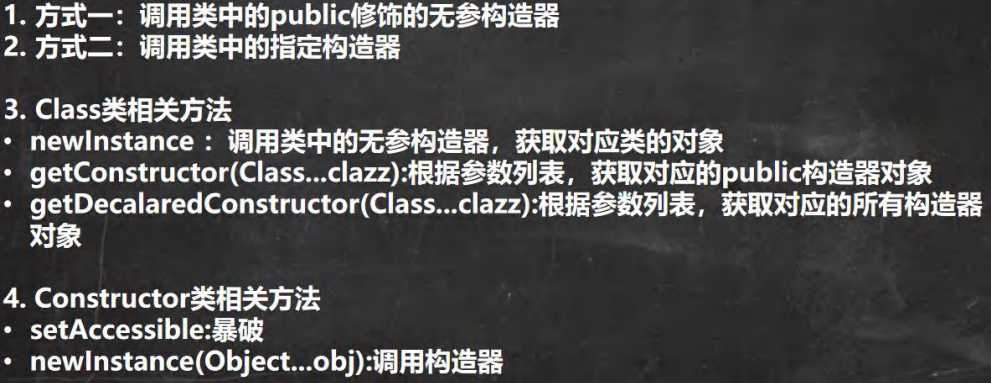 1. 方式一：调用类中的public修饰的无参构造器
2. 方式二：调用类中的指定构造器
3. Class类相关方法
• newInstance ：调用类中的无参构造器，获取对应类的对象
• getConstructor(Class...clazz):根据参数列表，获取对应的public构造器对象
• getDecalaredConstructor(Class...clazz):根据参数列表，获取对应的所有构造器
对象
4. Constructor类相关方法
• setAccessible:暴破
• newInstance(Object...obj):调用构造器